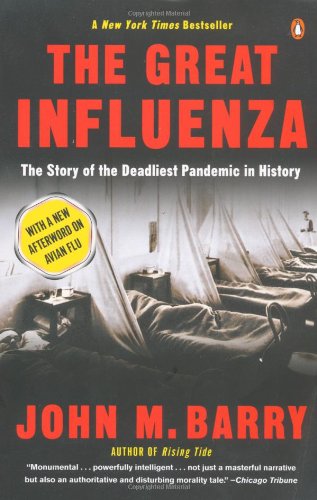 A New York Times Bestseller
THE GREAT
INFLUENZA
The Story of the Deadliest Pandemic in History
WITH A NEW
AFTERWORD ON
AVIAN FLU
JOHN M. BARRY
AUTHOR OF Rising Tide
"Monumental . . . powerfully intelligent . . . not just a masterful narrative
but also an authoritative and disturbing morality tale." —Chicago Tribune